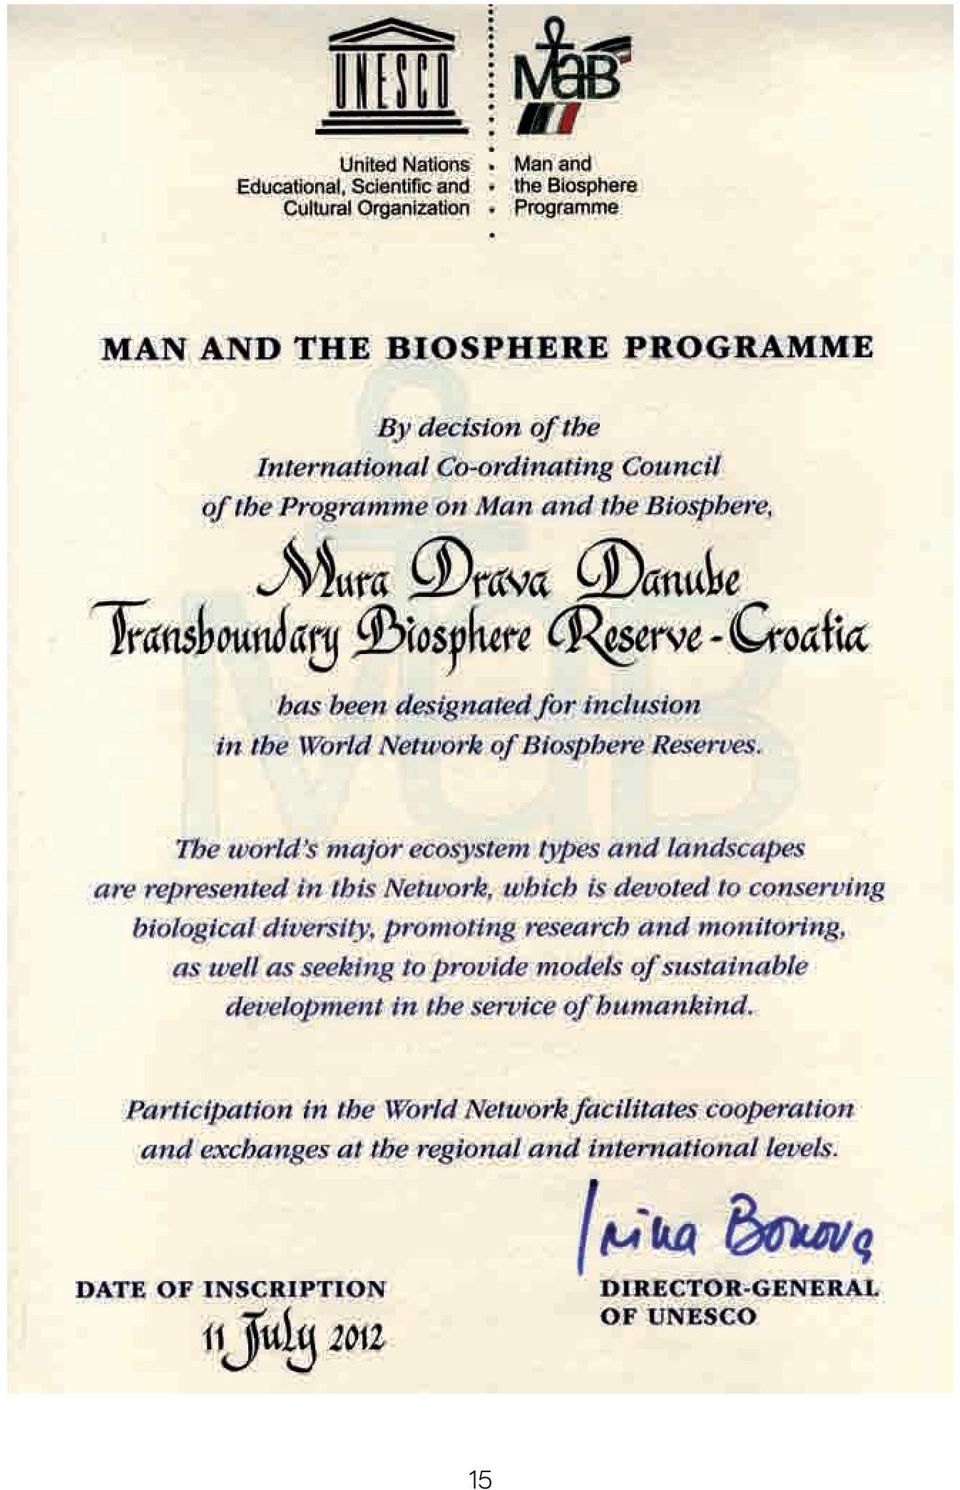 UNESCO
MaB
United Nations
Educational, Scientific and
Cultural Organization
Man and
the Biosphere
Programme
MAN AND THE BIOSPHERE PROGRAMME
By decision of the
International Co-ordinating Council
of the Programme on Man and the Biosphere,
Mura Drava Danube
Transboundary Biosphere Reserve - Croatia
has been designated for inclusion
in the World Network of Biosphere Reserves.
The world's major ecosystem types and landscapes
are represented in this Network, which is devoted to conserving
biological diversity, promoting research and monitoring,
as well as seeking to provide models of sustainable
development in the service of humankind.
Participation in the World Network facilitates cooperation
and exchanges at the regional and international levels.
Irina Bokova
DATE OF INSCRIPTION
11 July 2012
DIRECTOR-GENERAL
OF UNESCO
15